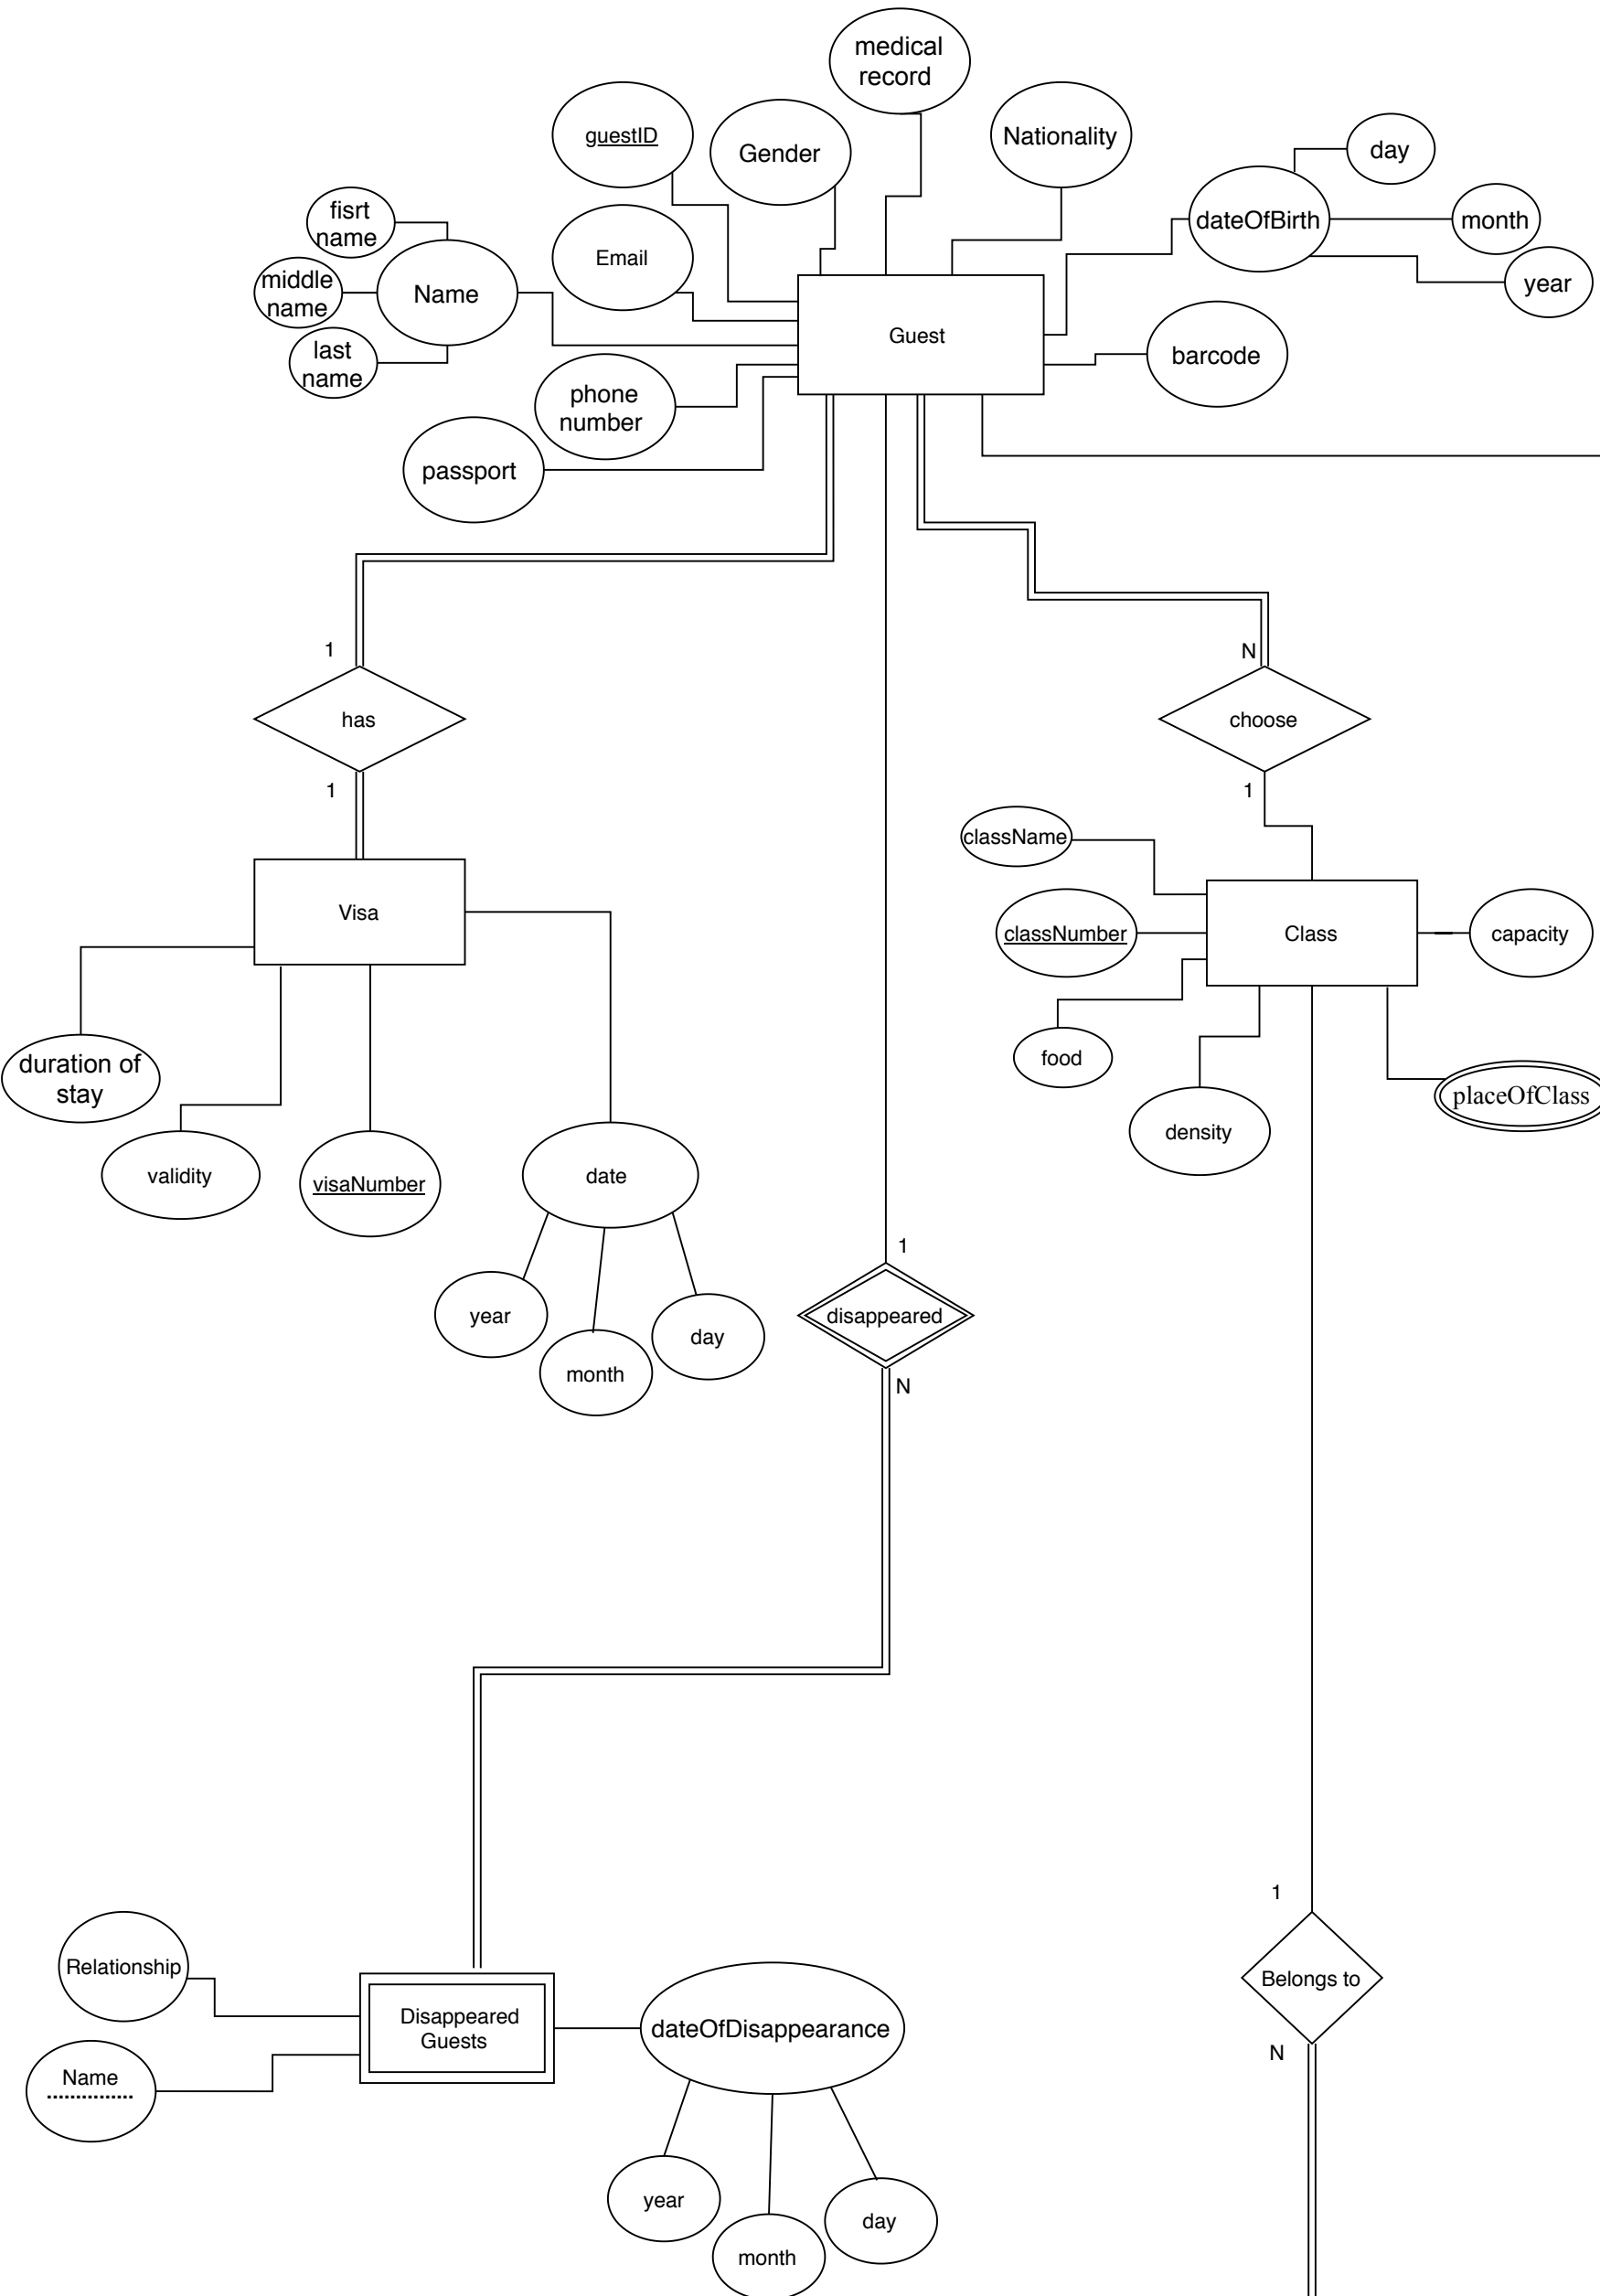 medical
record
guestID
Gender
Nationality
day
dateOfBirth
month
year
fisrt
name
middle
name
last
name
Name
Email
Guest
barcode
phone
number
passport
1
has
1
N
choose
1
Visa
className
classNumber
Class
capacity
food
density
placeOfClass
duration of
stay
validity
visaNumber
date
year
month
day
1
disappeared
N
1
Belongs to
N
Relationship
Name
Disappeared
Guests
dateOfDisappearance
year
month
day